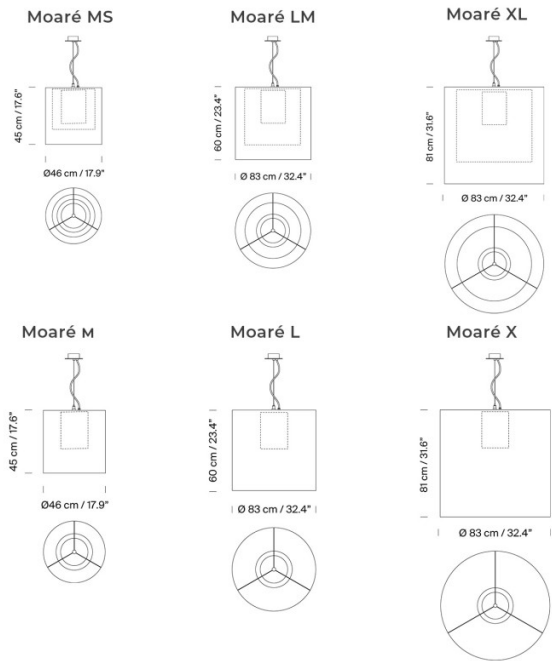 Moaré MS
Moaré LM
Moaré XL
45 cm / 17.6"
60 cm / 23.4"
81 cm / 31.6"
Ø46 cm / 17.9"
Ø 83 cm / 32.4"
Ø 83 cm / 32.4"
Moaré M
Moaré L
Moaré X
45 cm / 17.6"
60 cm / 23.4"
81 cm / 31.6"
Ø46 cm / 17.9"
Ø 83 cm / 32.4"
Ø 83 cm / 32.4"